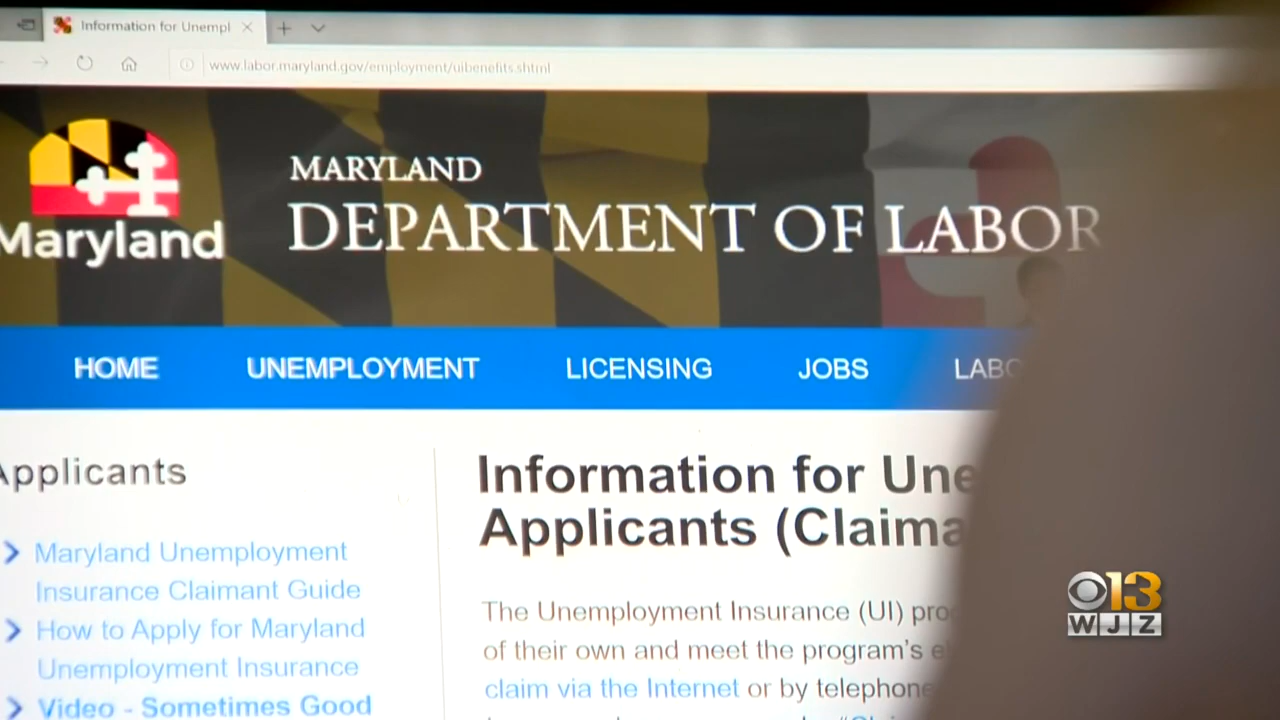 Information for Unempl
www.labor.maryland.gov/employment/uibenefits.shtml
Maryland
MARYLAND
DEPARTMENT OF LABOR
HOME UNEMPLOYMENT LICENSING JOBS
Applicants
Maryland Unemployment
Insurance Claimant Guide
How to Apply for Maryland
Unemployment Insurance
Video - Sometimes Good
Information for Une
Applicants (Claima
The Unemployment Insurance (UI) pro
of their own and meet the program's e
claim via the Internet or by telephone
13
WJZ